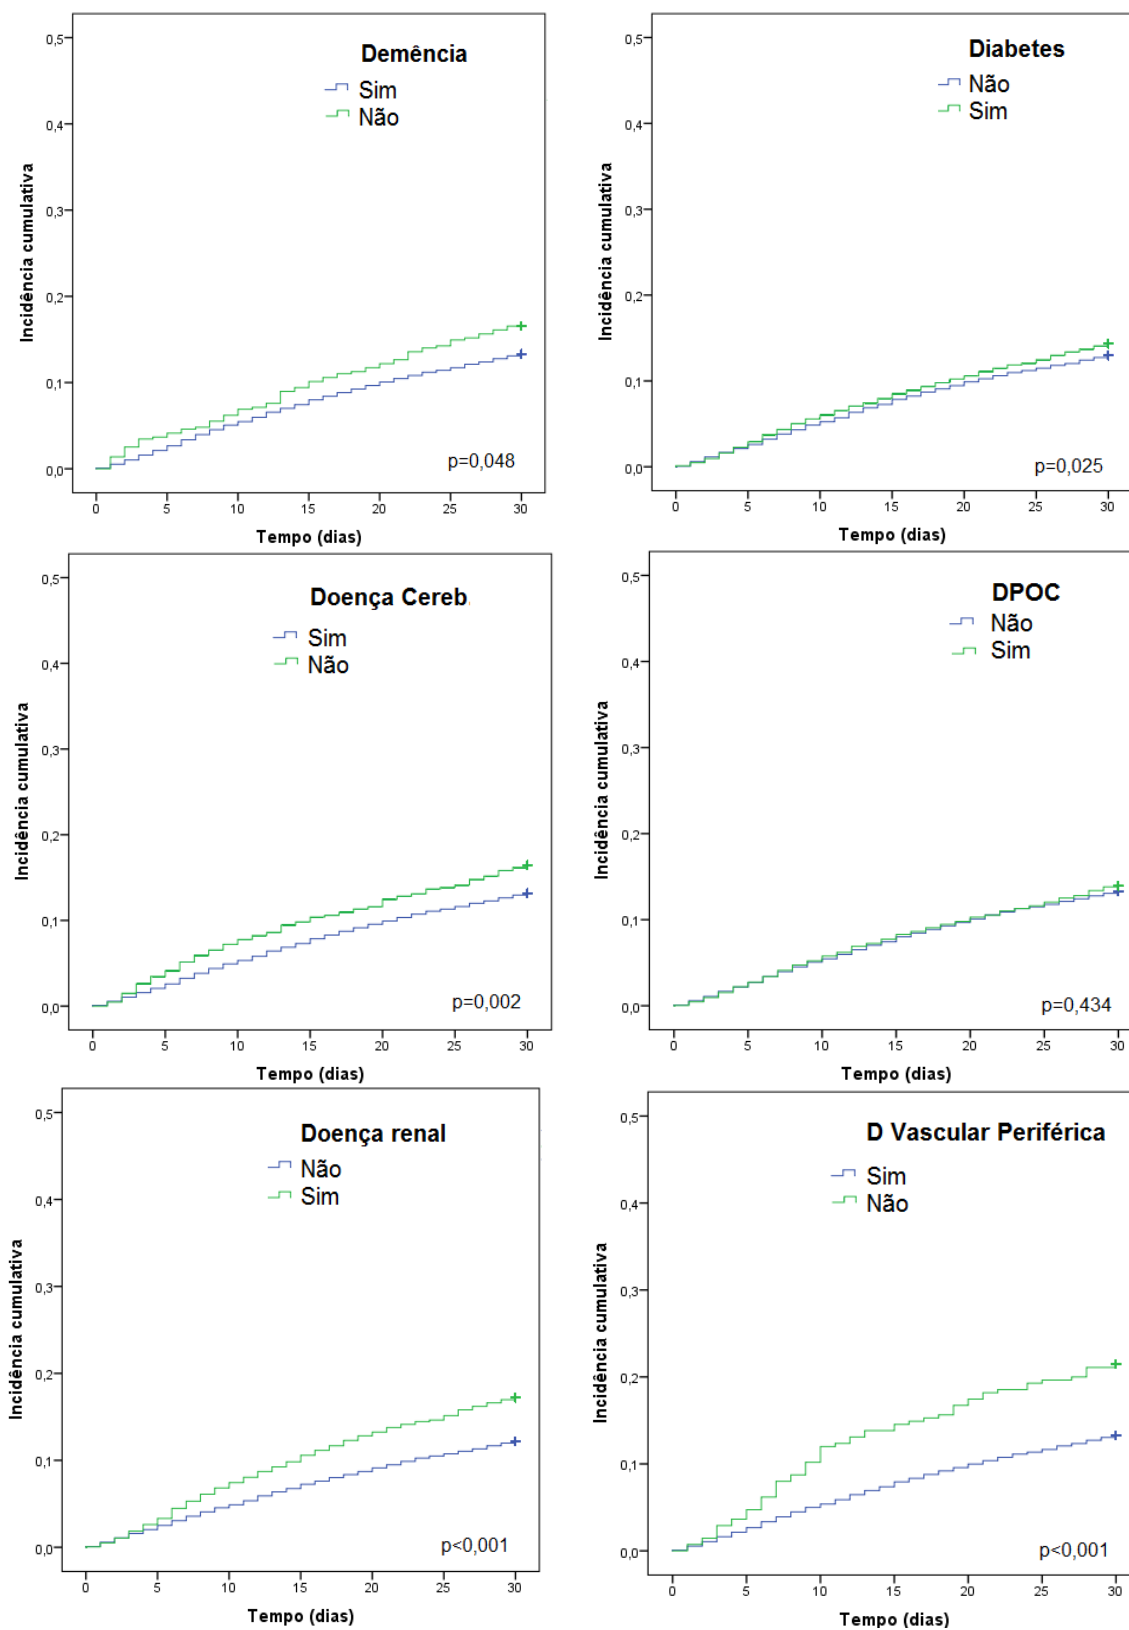 Demência
Sim
Não
0,5
0,4
0,3
0,2
0,1
0,0
Incidência cumulativa
p=0,048
0 5 10 15 20 25 30
Tempo (dias)
Diabetes
Não
Sim
0,5
0,4
0,3
0,2
0,1
0,0
Incidência cumulativa
p=0,025
0 5 10 15 20 25 30
Tempo (dias)
Doença Cereb.
Sim
Não
0,5
0,4
0,3
0,2
0,1
0,0
Incidência cumulativa
p=0,002
0 5 10 15 20 25 30
Tempo (dias)
DPOC
Não
Sim
0,5
0,4
0,3
0,2
0,1
0,0
Incidência cumulativa
p=0,434
0 5 10 15 20 25 30
Tempo (dias)
Doença renal
Não
Sim
0,5
0,4
0,3
0,2
0,1
0,0
Incidência cumulativa
p<0,001
0 5 10 15 20 25 30
Tempo (dias)
D Vascular Periférica
Sim
Não
0,5
0,4
0,3
0,2
0,1
0,0
Incidência cumulativa
p<0,001
0 5 10 15 20 25 30
Tempo (dias)